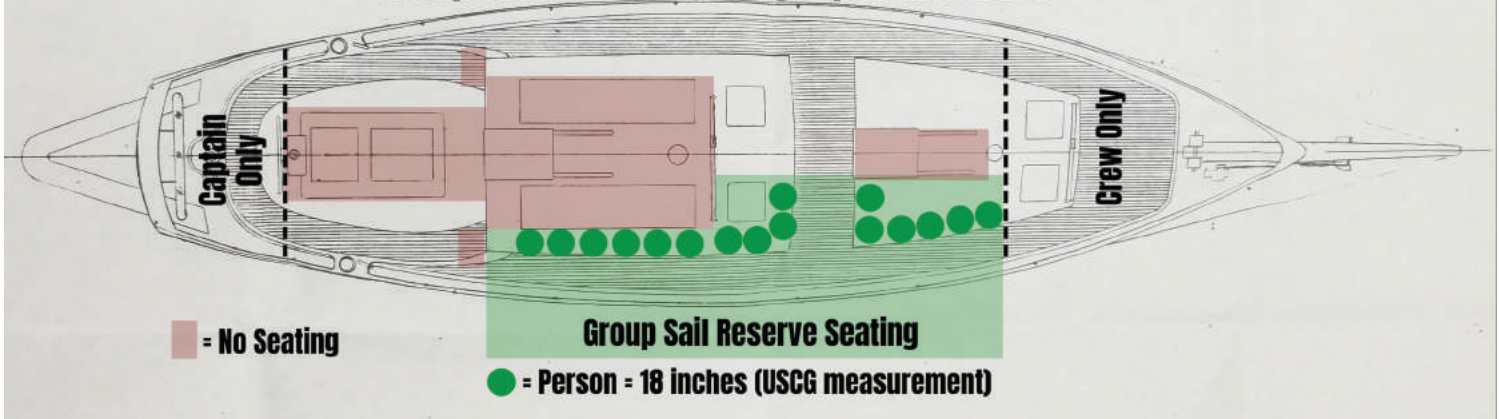 Captain
Only
Crew Only
Group Sail Reserve Seating
= No Seating
= Person = 18 inches (USCG measurement)